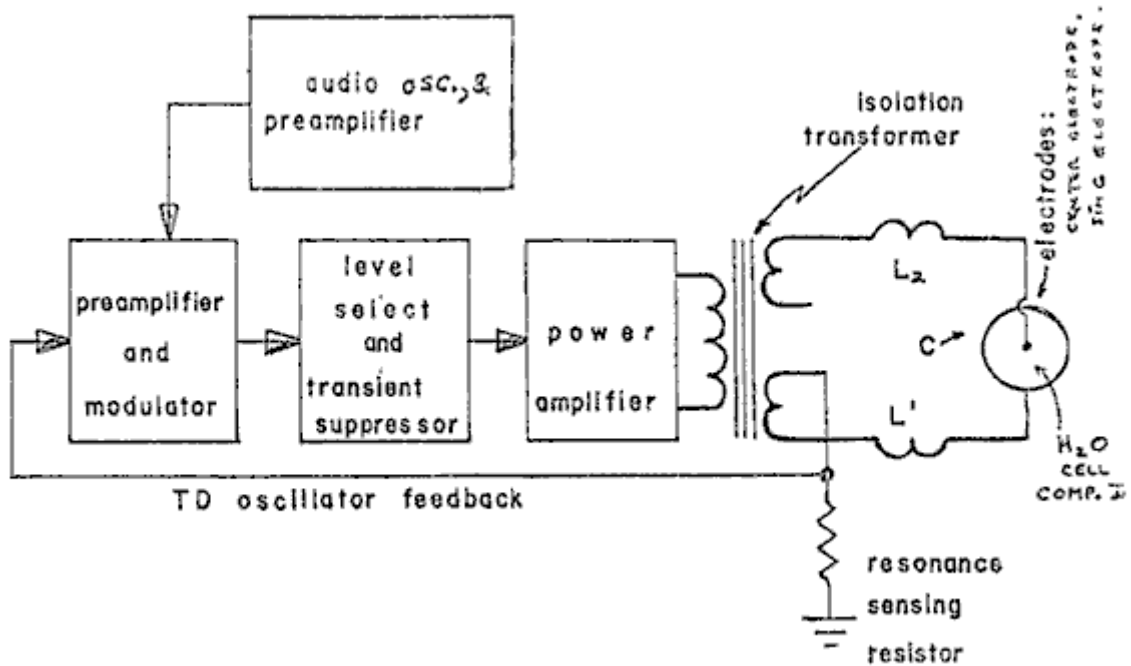 audio OSC., &
preamplifier
isolation
transformer
electrodes:
CENTER ELECTRODE,
RING ELECTRODE.
preamplifier
and
modulator
level
select
and
transient
suppressor
power
amplifier
L₂
C
L'
H₂O
CELL
COMP. I
TD oscillator feedback
resonance
sensing
resistor